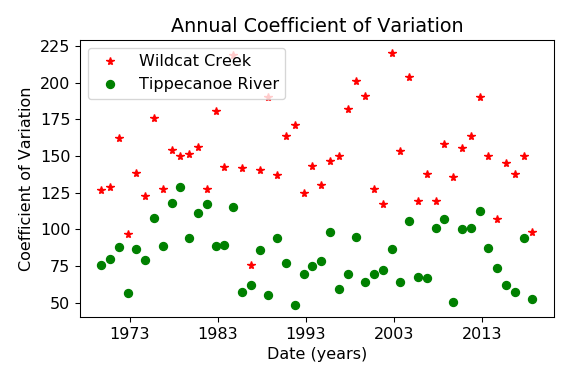 Annual Coefficient of Variation
Wildcat Creek
Tippecanoe River
Coefficient of Variation
225
200
175
150
125
100
75
50
1973
1983
1993
2003
2013
Date (years)